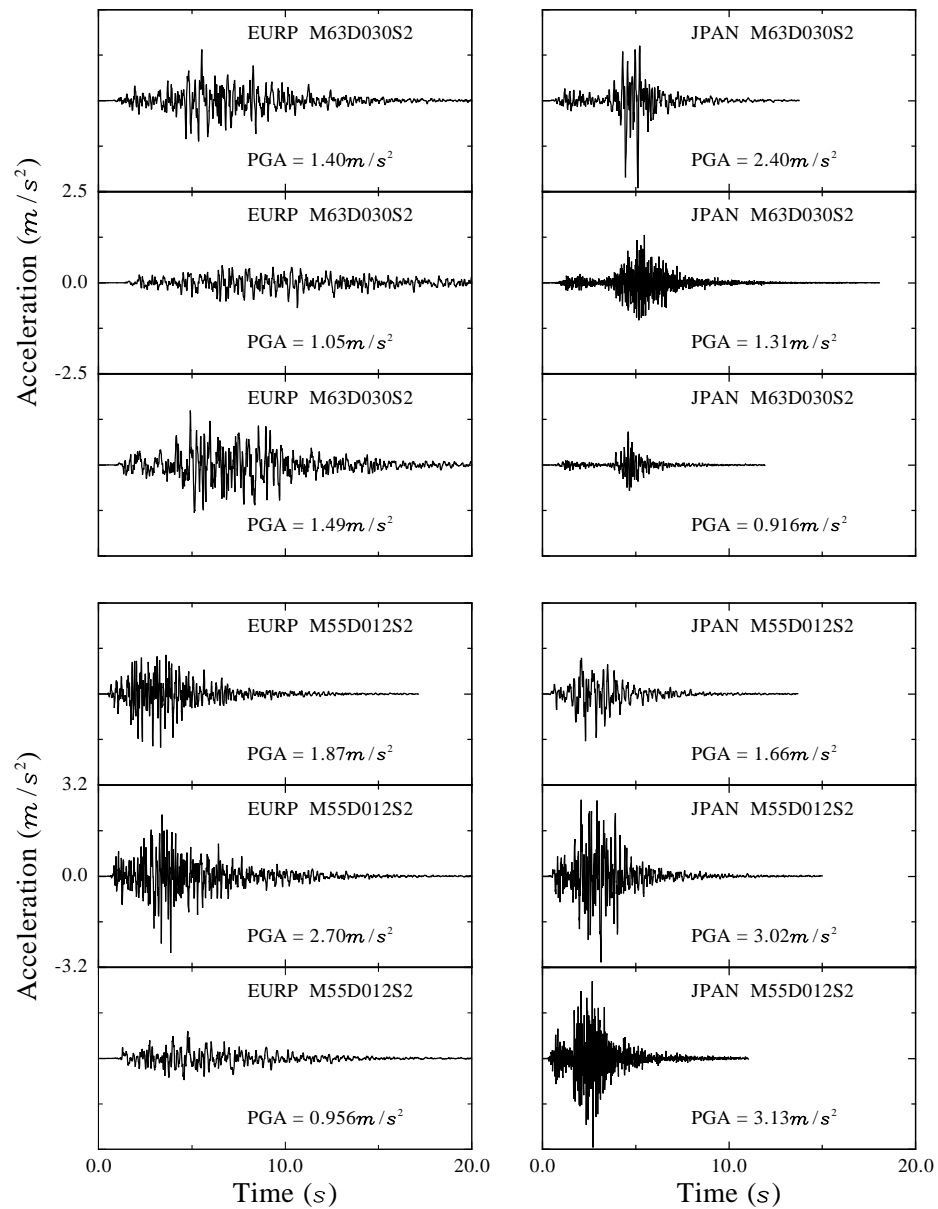 EURP M63D030S2
PGA = 1.40m/s²
JPAN M63D030S2
PGA = 2.40m/s²
Acceleration (m/s²)
2.5
0.0
-2.5
EURP M63D030S2
PGA = 1.05m/s²
JPAN M63D030S2
PGA = 1.31m/s²
EURP M63D030S2
PGA = 1.49m/s²
JPAN M63D030S2
PGA = 0.916m/s²
EURP M55D012S2
PGA = 1.87m/s²
JPAN M55D012S2
PGA = 1.66m/s²
Acceleration (m/s²)
3.2
0.0
-3.2
EURP M55D012S2
PGA = 2.70m/s²
JPAN M55D012S2
PGA = 3.02m/s²
EURP M55D012S2
PGA = 0.956m/s²
JPAN M55D012S2
PGA = 3.13m/s²
0.0 10.0 20.0
Time (s)
0.0 10.0 20.0
Time (s)